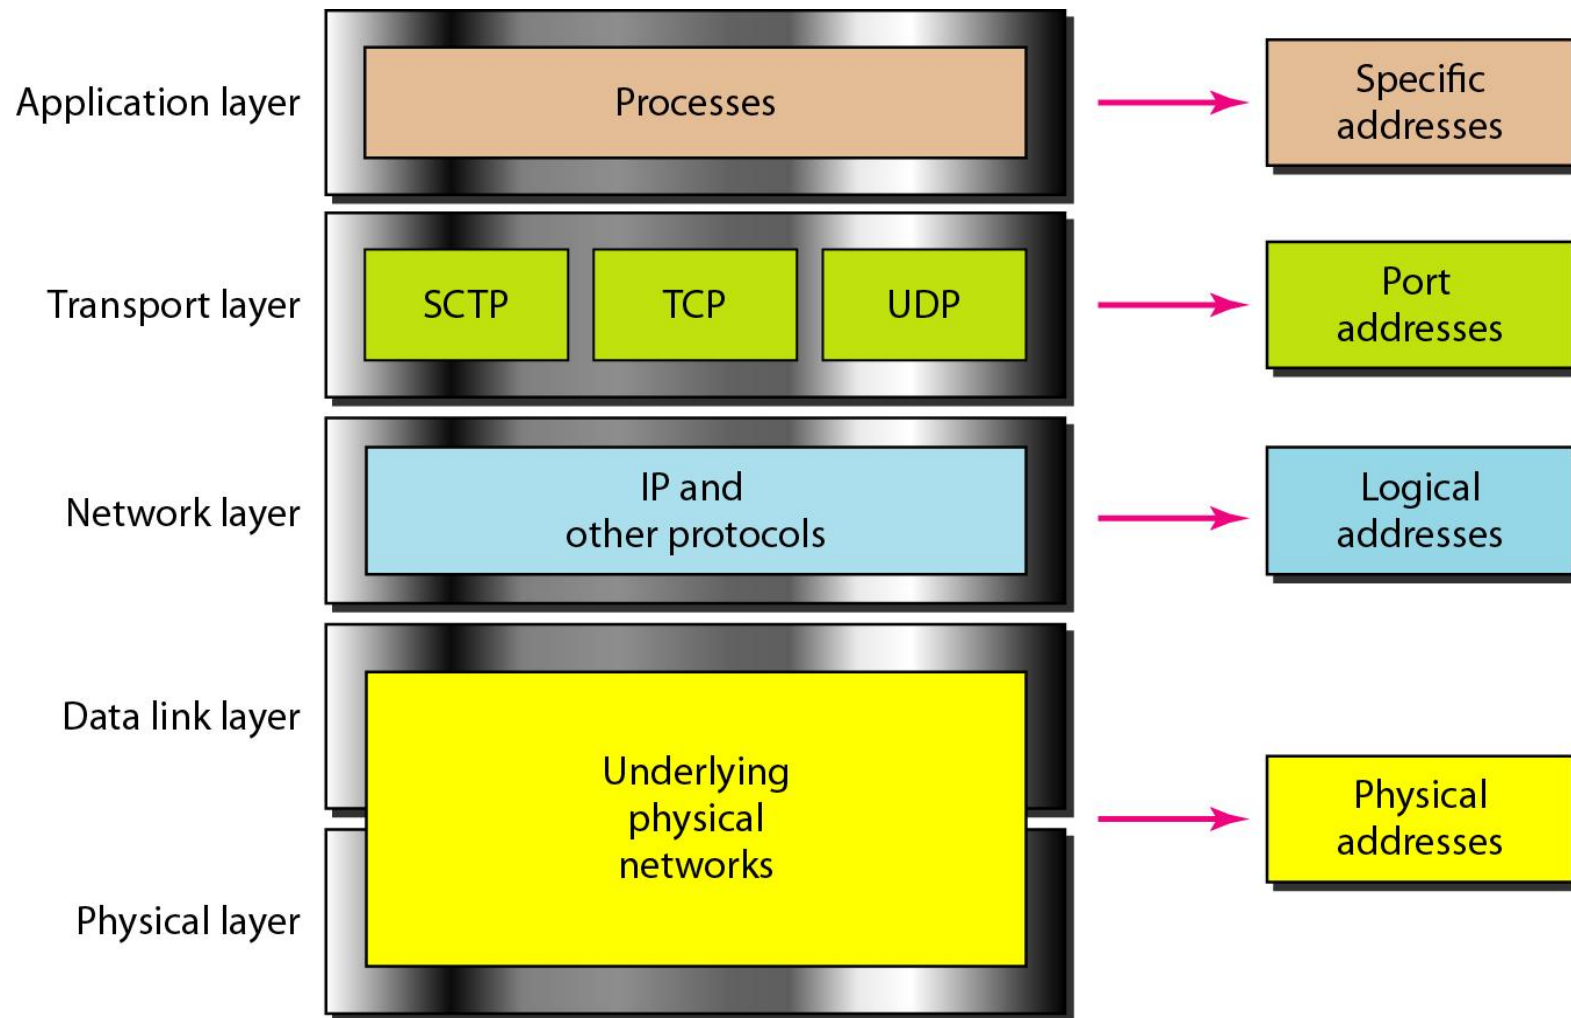 Application layer
Processes
Specific
addresses
Transport layer
SCTP
TCP
UDP
Port
addresses
Network layer
IP and
other protocols
Logical
addresses
Data link layer
Underlying
physical
networks
Physical
addresses
Physical layer